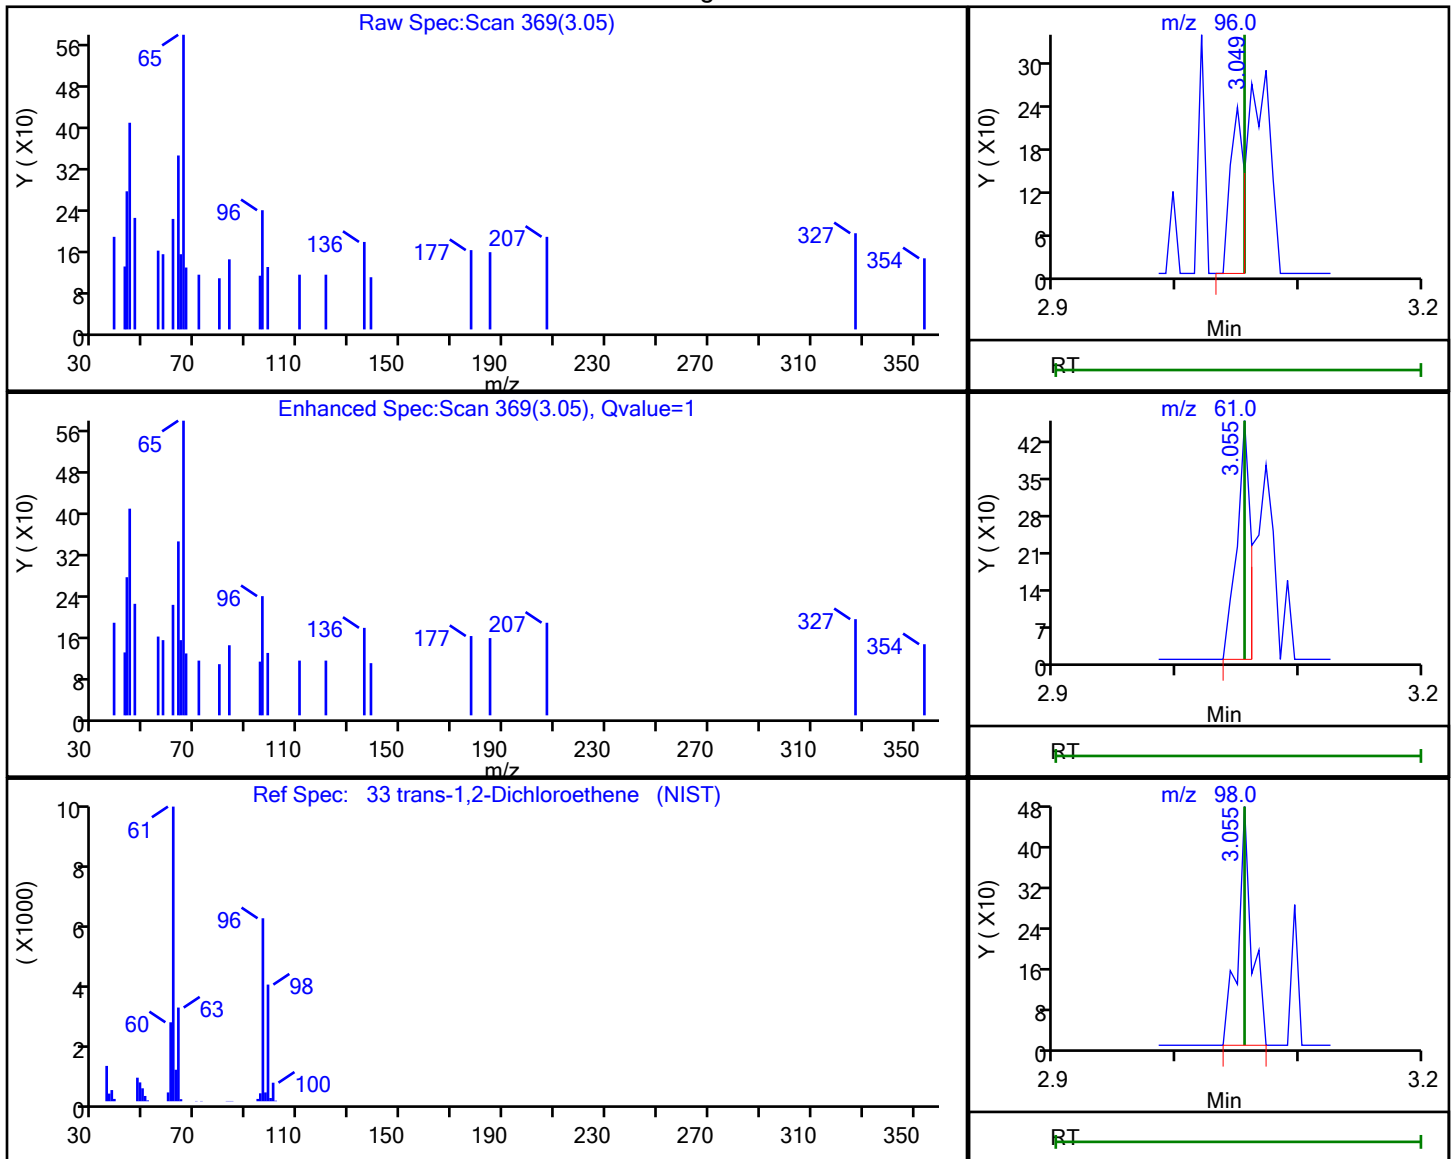 Raw Spec:Scan 369(3.05)
56
48
40
32
24
16
8
0
Y ( X10)
65
96
136
177
207
327
354
30 70 110 150 190 230 270 310 350
m/z
m/z 96.0
30
24
18
12
6
0
Y ( X10)
3.049
2.9 3.2
Min
RT
Enhanced Spec:Scan 369(3.05), Qvalue=1
56
48
40
32
24
16
8
0
Y ( X10)
65
96
136
177
207
327
354
30 70 110 150 190 230 270 310 350
m/z
m/z 61.0
42
35
28
21
14
7
0
Y ( X10)
3.055
2.9 3.2
Min
RT
Ref Spec: 33 trans-1,2-Dichloroethene (NIST)
10
8
6
4
2
0
( X1000)
61
96
98
63
60
100
30 70 110 150 190 230 270 310 350
m/z 98.0
48
40
32
24
16
8
0
Y ( X10)
3.055
2.9 3.2
Min
RT